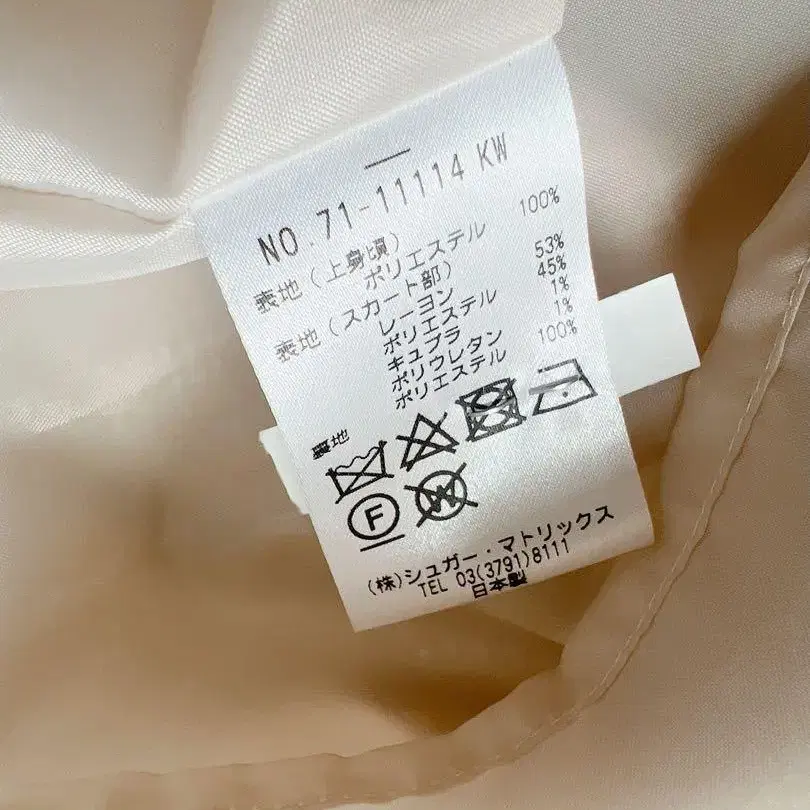 NO.71-11114 KW
表地(上身頃)
ポリエステル 100%
表地(スカート部)
レーヨン 53%
ポリエステル 45%
キュプラ 1%
ポリウレタン 1%
裏地 ポリエステル 100%
F
W
(株)シュガー・マトリックス
TEL 03(3791)8111
日本製